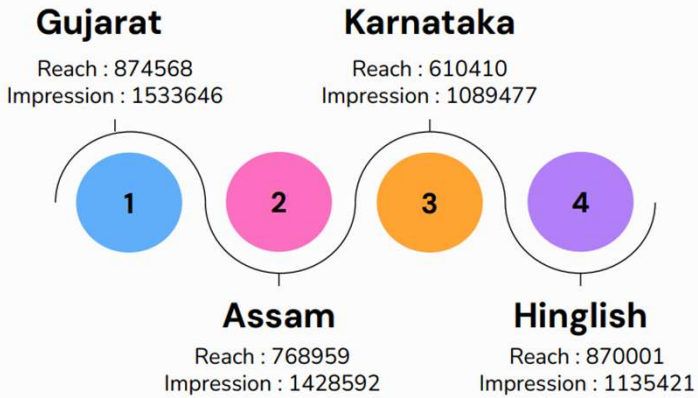 Gujarat
Reach : 874568
Impression : 1533646
Karnataka
Reach : 610410
Impression : 1089477
1
2
3
4
Assam
Reach : 768959
Impression : 1428592
Hinglish
Reach : 870001
Impression : 1135421